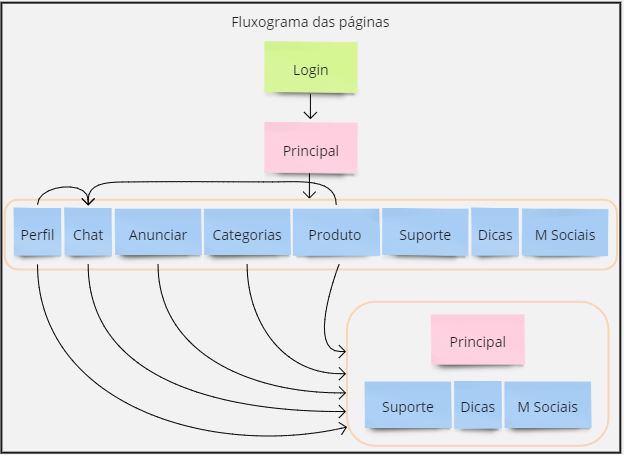 Fluxograma das páginas
Login
Principal
Perfil Chat Anunciar Categorias Produto Suporte Dicas M Sociais
Principal
Suporte Dicas M Sociais